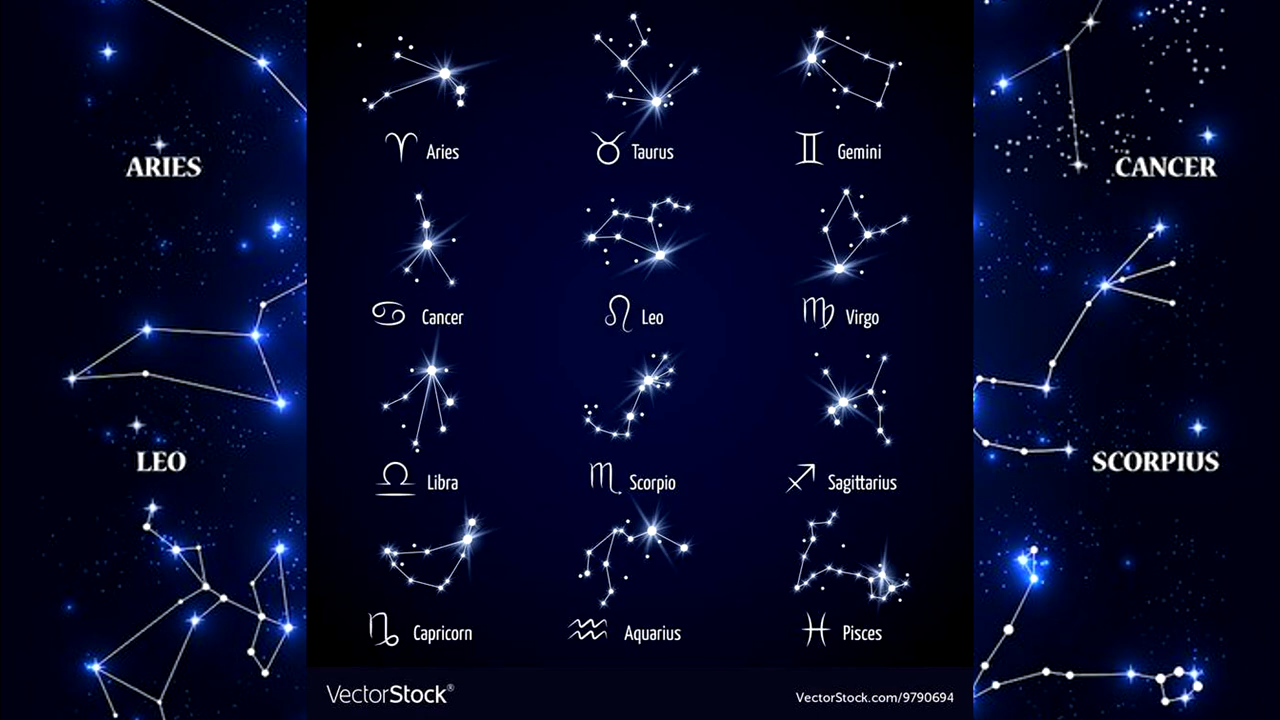 Aries
Taurus
Gemini
ARIES
CANCER
Cancer
Leo
Virgo
LEO
SCORPIUS
Libra
Scorpio
Sagittarius
Capricorn
Aquarius
Pisces
VectorStock®
VectorStock.com/9790694